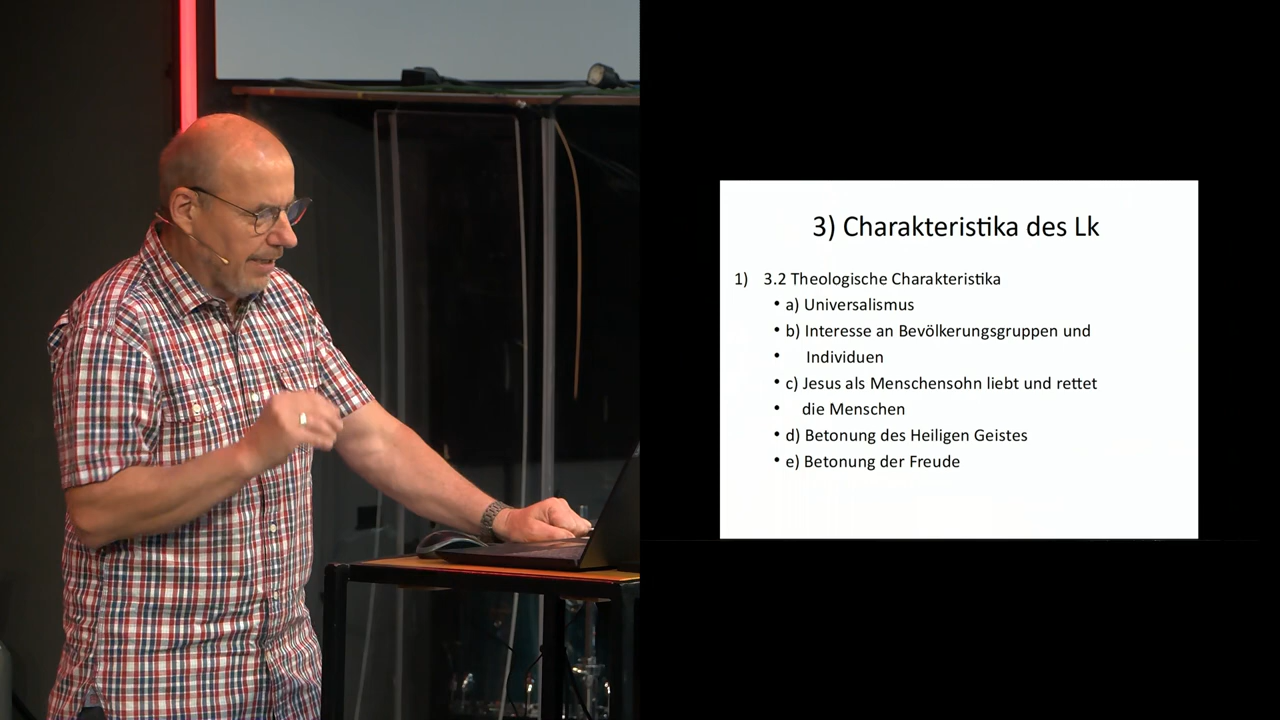 3) Charakteristika des Lk
1) 3.2 Theologische Charakteristika
• a) Universalismus
• b) Interesse an Bevölkerungsgruppen und
• Individuen
• c) Jesus als Menschensohn liebt und rettet
• die Menschen
• d) Betonung des Heiligen Geistes
• e) Betonung der Freude